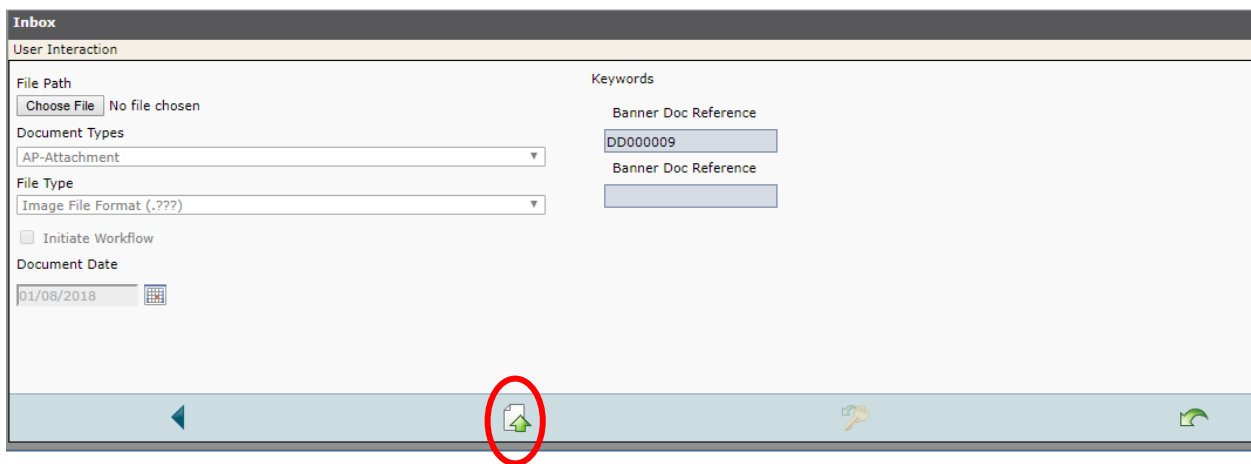 Inbox
User Interaction
File Path
Choose File No file chosen
Document Types
AP-Attachment
File Type
Image File Format (.???)
Initiate Workflow
Document Date
01/08/2018
Keywords
Banner Doc Reference
DD000009
Banner Doc Reference